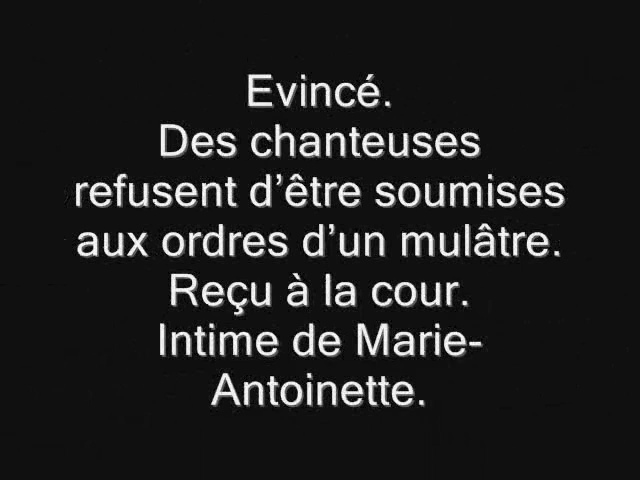 Evincé.
Des chanteuses
refusent d’être soumises
aux ordres d’un mulâtre.
Reçu à la cour.
Intime de Marie-
Antoinette.